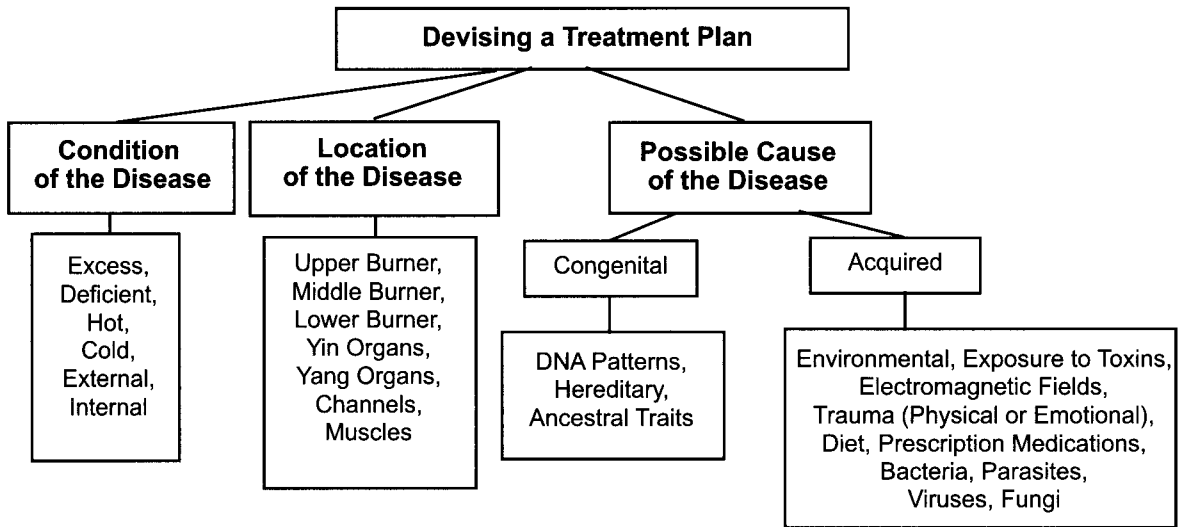 Devising a Treatment Plan
Condition
of the Disease
Location
of the Disease
Possible Cause
of the Disease
Excess,
Deficient,
Hot,
Cold,
External,
Internal
Upper Burner,
Middle Burner,
Lower Burner,
Yin Organs,
Yang Organs,
Channels,
Muscles
Congenital
Acquired
DNA Patterns,
Hereditary,
Ancestral Traits
Environmental, Exposure to Toxins,
Electromagnetic Fields,
Trauma (Physical or Emotional),
Diet, Prescription Medications,
Bacteria, Parasites,
Viruses, Fungi